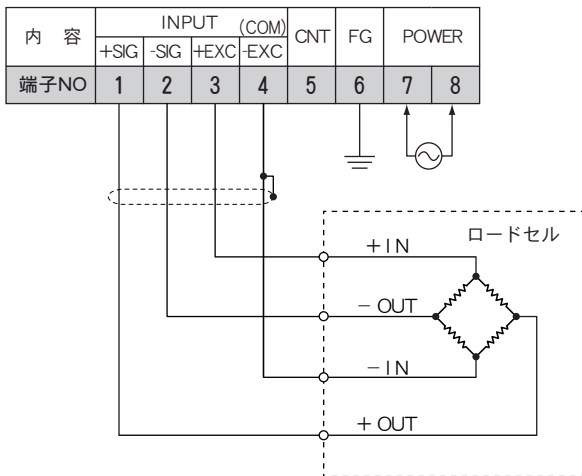 内 容 INPUT (COM) CNT FG POWER
+SIG -SIG +EXC -EXC
端子NO 1 2 3 4 5 6 7 8
ロードセル
+IN
- OUT
-IN
+ OUT